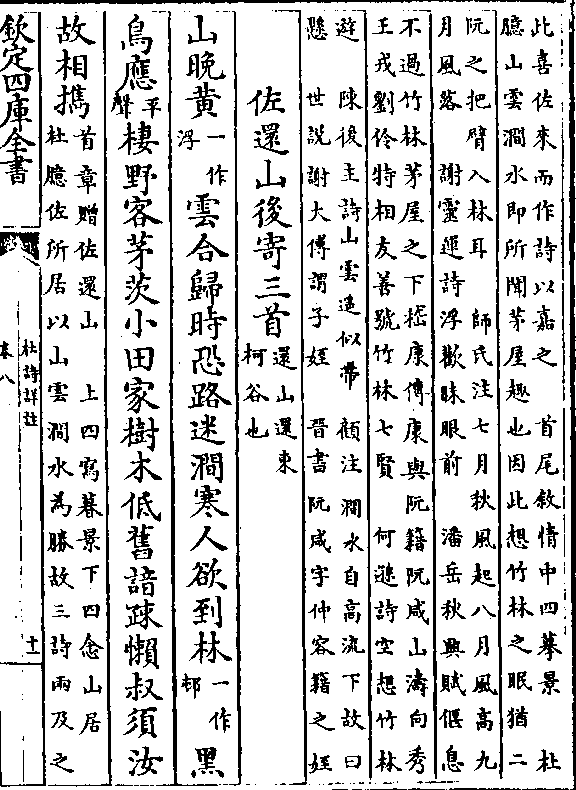 此喜佐來而作詩以嘉之　首尾敘情中四摹景　杜
臆山雲澗水即所聞茅屋趣也因此想竹林之眠猶二
阮之把臂入林耳　師氏注七月秋風起八月風高九
月風落　謝靈運詩浮歡昧眼前　潘岳秋興賦偃息
不過竹林茅屋之下嵇康傳康與阮籍阮咸山濤向秀
王戎劉伶特相友善號竹林七賢　何遜詩空想竹林
遊　陳後主詩山雲遙似帶　顧注澗水自高流下故曰
懸　世說謝大傅謂子姪　晉書阮咸字仲容籍之姪
佐還山後寄三首
還山還東
柯谷也
山晚黃一作浮雲合歸時恐路迷澗寒人欲到林一作邨黑
鳥應平聲棲野客茅茨小田家樹木低舊諳疎懶叔須汝
故相攜
首章贈佐還山　上四寫暮景下四念山居
杜臆佐所居以山雲澗水為勝故三詩兩及之
欽定四庫全書
杜詩詳註
卷八
十一